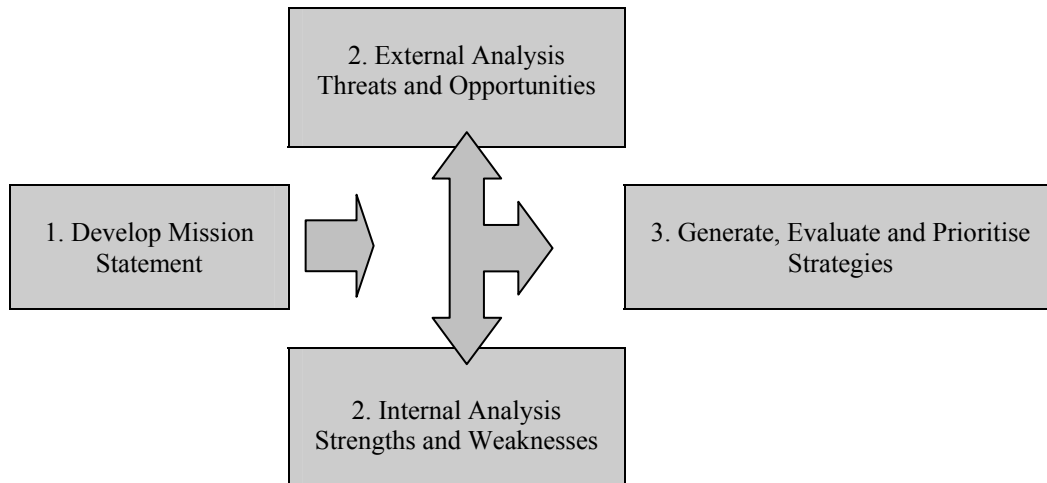 2. External Analysis
Threats and Opportunities
1. Develop Mission
Statement
3. Generate, Evaluate and Prioritise
Strategies
2. Internal Analysis
Strengths and Weaknesses